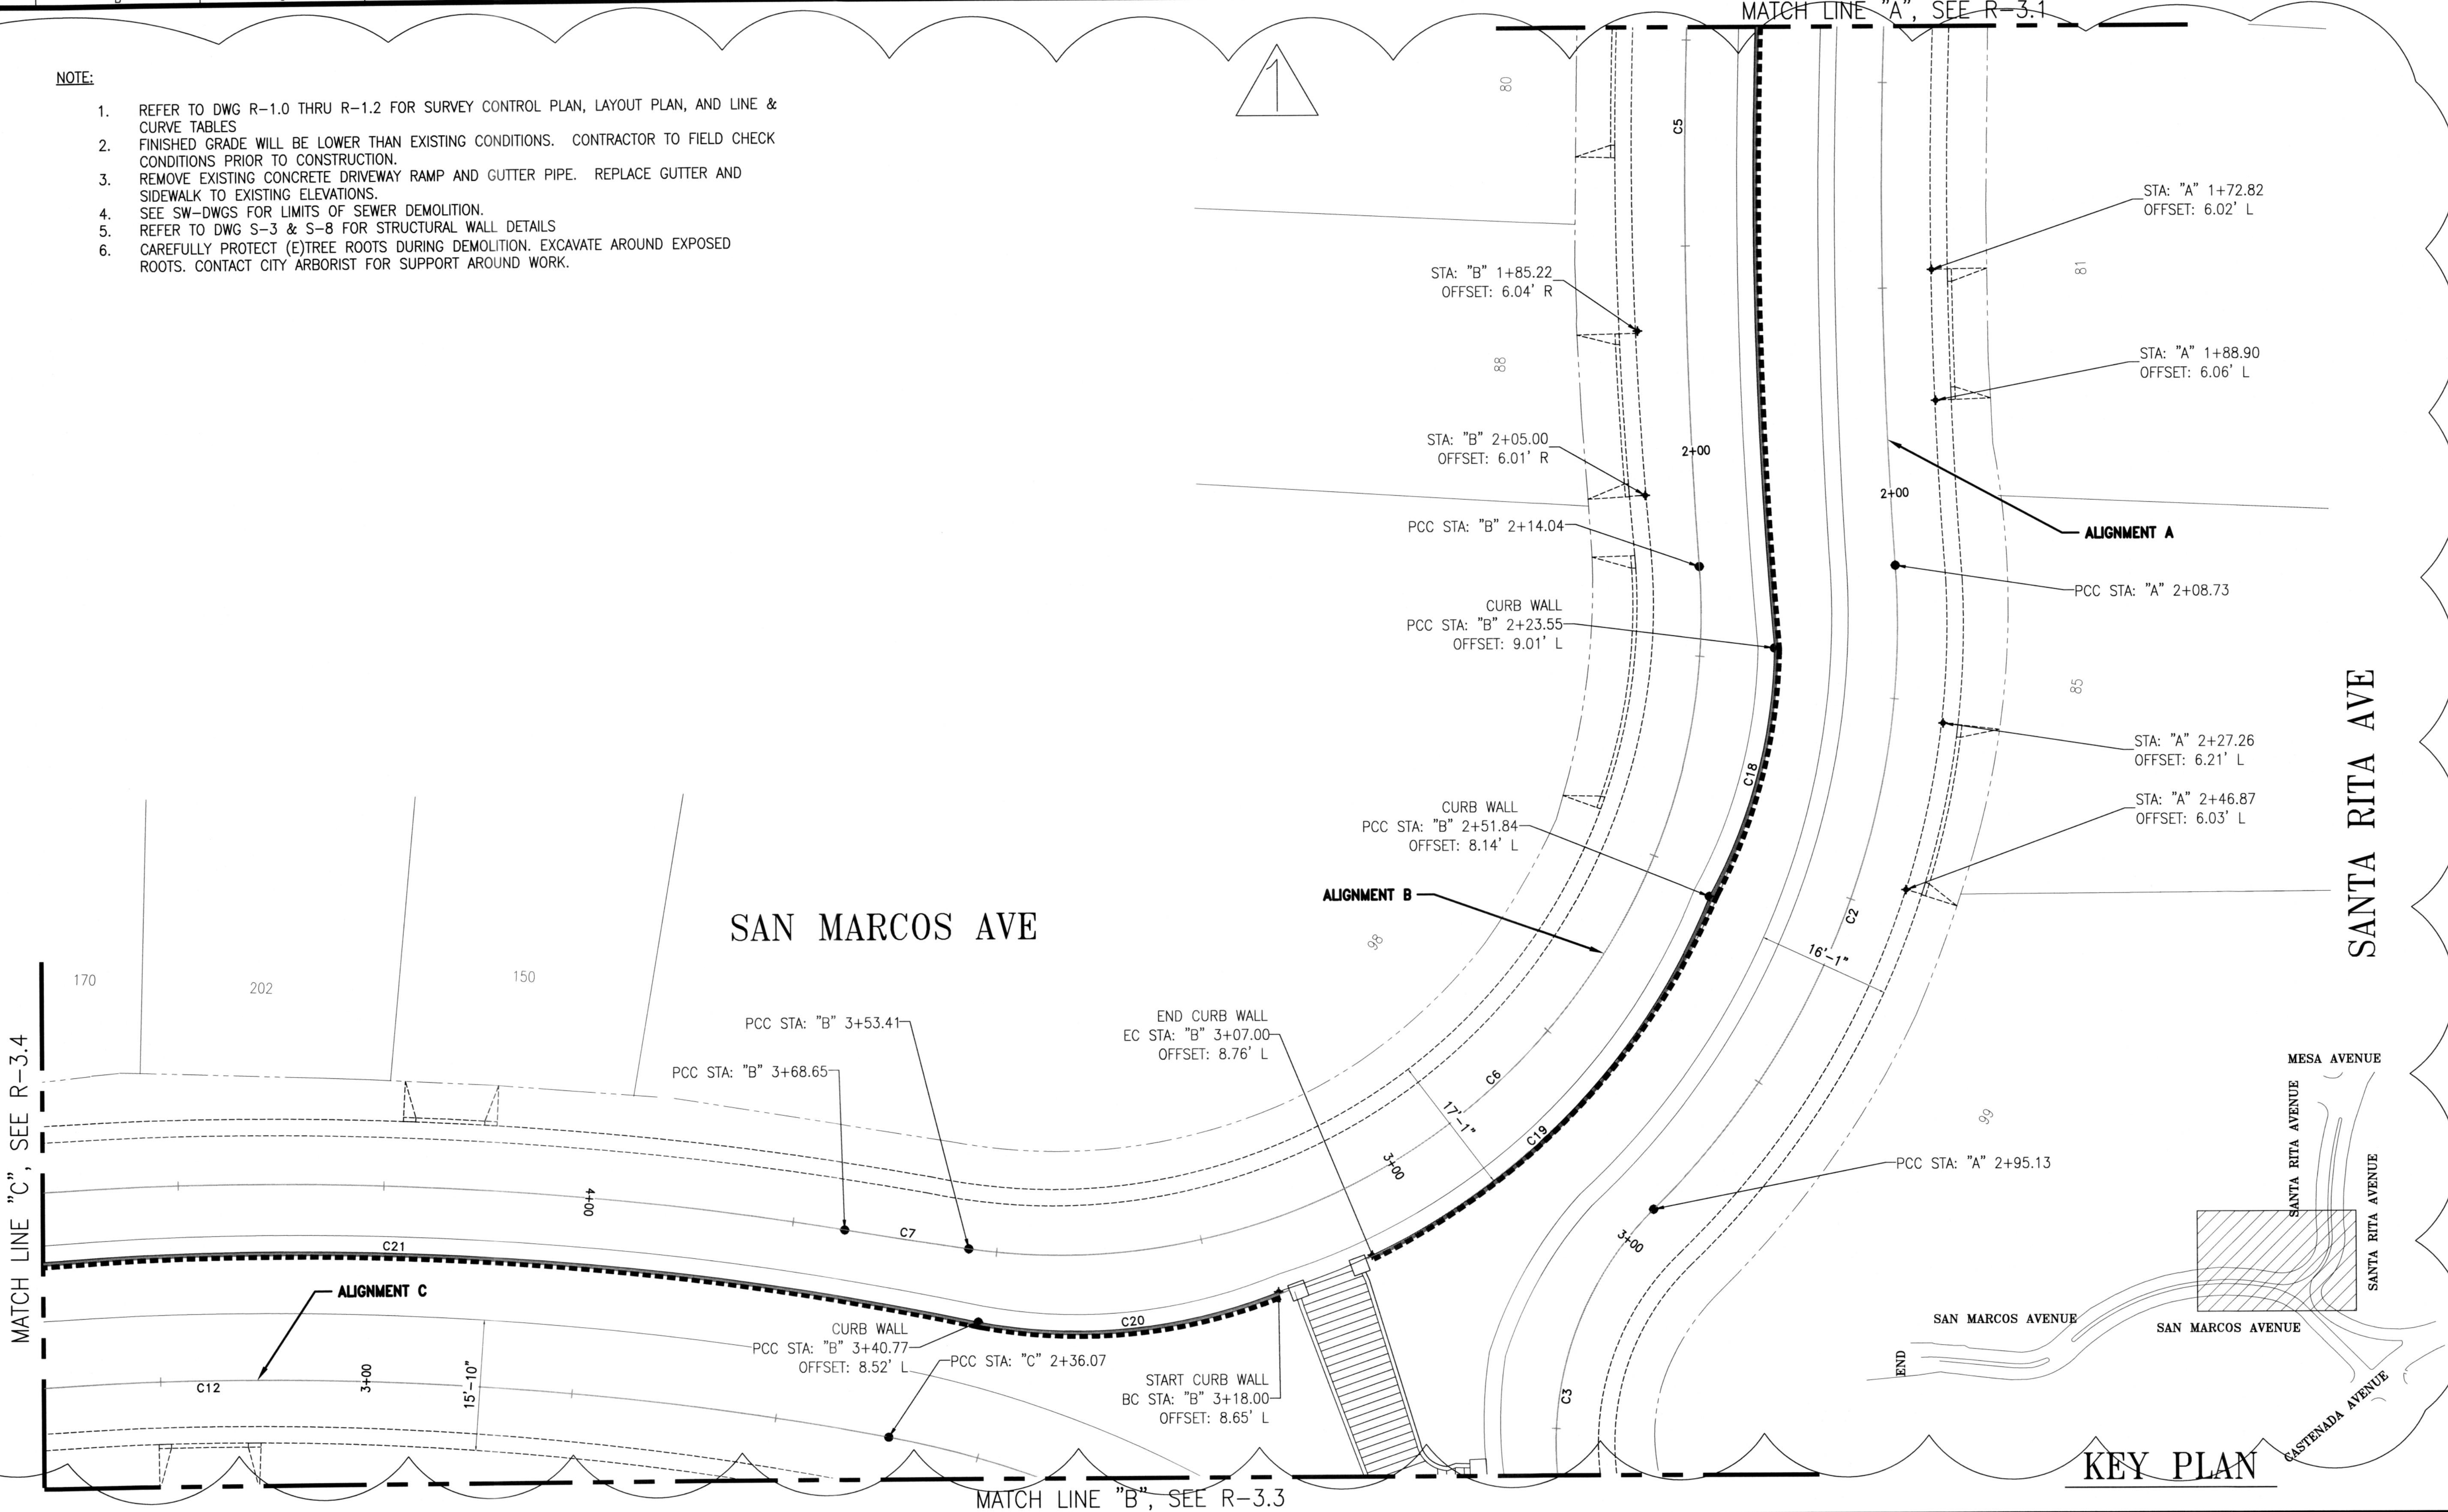 MATCH LINE "A", SEE R-3.1
NOTE:
1. REFER TO DWG R-1.0 THRU R-1.2 FOR SURVEY CONTROL PLAN, LAYOUT PLAN, AND LINE &
CURVE TABLES
2. FINISHED GRADE WILL BE LOWER THAN EXISTING CONDITIONS. CONTRACTOR TO FIELD CHECK
CONDITIONS PRIOR TO CONSTRUCTION.
3. REMOVE EXISTING CONCRETE DRIVEWAY RAMP AND GUTTER PIPE. REPLACE GUTTER AND
SIDEWALK TO EXISTING ELEVATIONS.
4. SEE SW-DWGS FOR LIMITS OF SEWER DEMOLITION.
5. REFER TO DWG S-3 & S-8 FOR STRUCTURAL WALL DETAILS
6. CAREFULLY PROTECT (E)TREE ROOTS DURING DEMOLITION. EXCAVATE AROUND EXPOSED
ROOTS. CONTACT CITY ARBORIST FOR SUPPORT AROUND WORK.
1
80
C5
STA: "A" 1+72.82
OFFSET: 6.02' L
81
STA: "B" 1+85.22
OFFSET: 6.04' R
88
STA: "A" 1+88.90
OFFSET: 6.06' L
STA: "B" 2+05.00
OFFSET: 6.01' R
2+00
2+00
PCC STA: "B" 2+14.04
ALIGNMENT A
PCC STA: "A" 2+08.73
CURB WALL
PCC STA: "B" 2+23.55
OFFSET: 9.01' L
85
SANTA RITA AVE
STA: "A" 2+27.26
OFFSET: 6.21' L
C18
STA: "A" 2+46.87
OFFSET: 6.03' L
CURB WALL
PCC STA: "B" 2+51.84
OFFSET: 8.14' L
ALIGNMENT B
C2
16'-1"
SAN MARCOS AVE
98
170
202
150
PCC STA: "B" 3+53.41
PCC STA: "B" 3+68.65
END CURB WALL
EC STA: "B" 3+07.00
OFFSET: 8.76' L
C6
17'-1"
C19
3+00
99
PCC STA: "A" 2+95.13
3+00
MATCH LINE "C", SEE R-3.4
4+00
C7
C21
ALIGNMENT C
C20
CURB WALL
PCC STA: "B" 3+40.77
OFFSET: 8.52' L
PCC STA: "C" 2+36.07
C12
3+00
15'-10"
START CURB WALL
BC STA: "B" 3+18.00
OFFSET: 8.65' L
C3
MESA AVENUE
SANTA RITA AVENUE
SANTA RITA AVENUE
SAN MARCOS AVENUE
SAN MARCOS AVENUE
END
CASTENADA AVENUE
KEY PLAN
MATCH LINE "B", SEE R-3.3